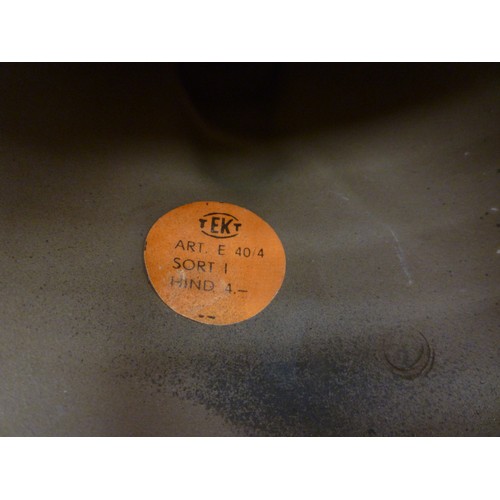 TEKT
ART. E 40/4
SORT I
HIND 4.—